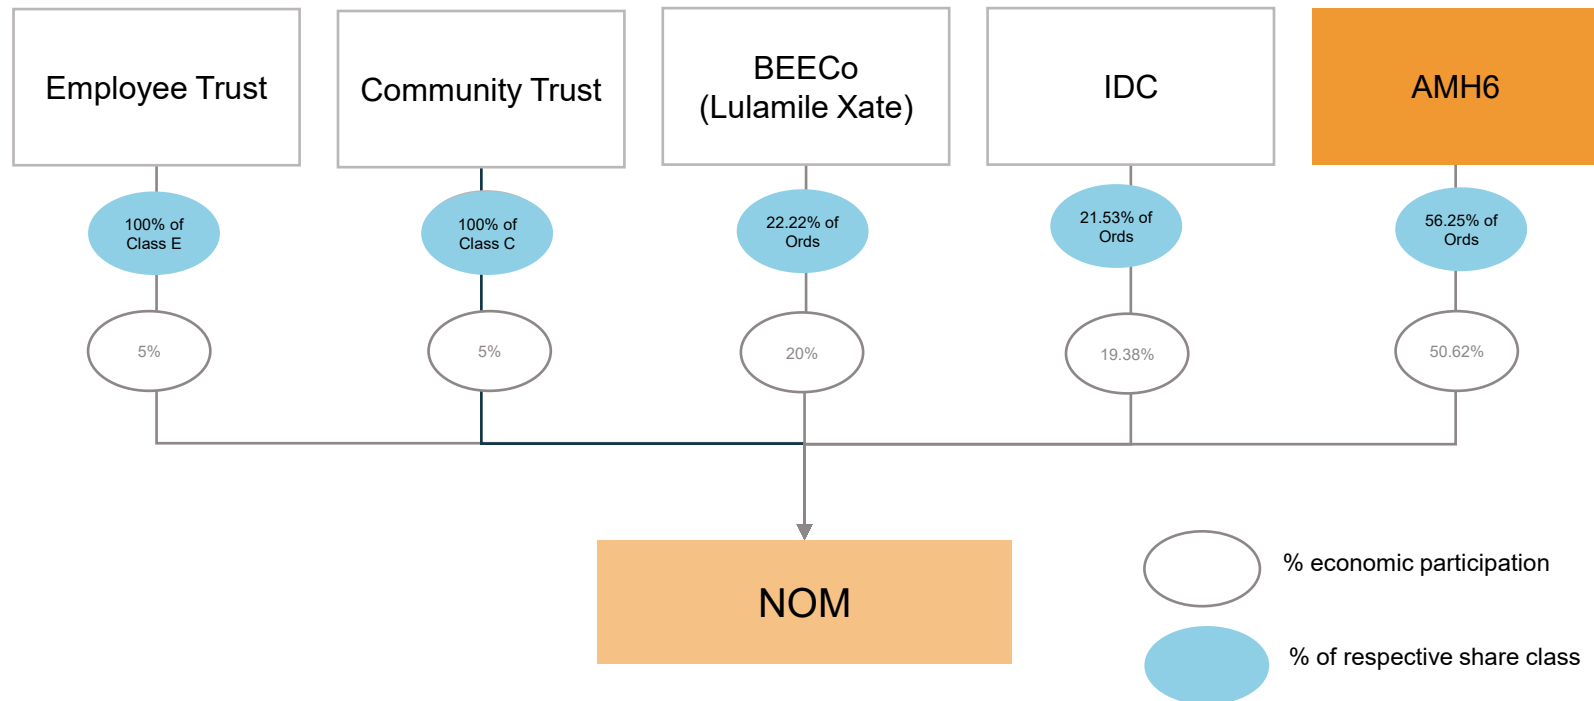 Employee Trust
Community Trust
BEECo
(Lulamile Xate)
IDC
AMH6
100% of
Class E
100% of
Class C
22.22% of
Ords
21.53% of
Ords
56.25% of
Ords
5%
5%
20%
19.38%
50.62%
NOM
% economic participation
% of respective share class